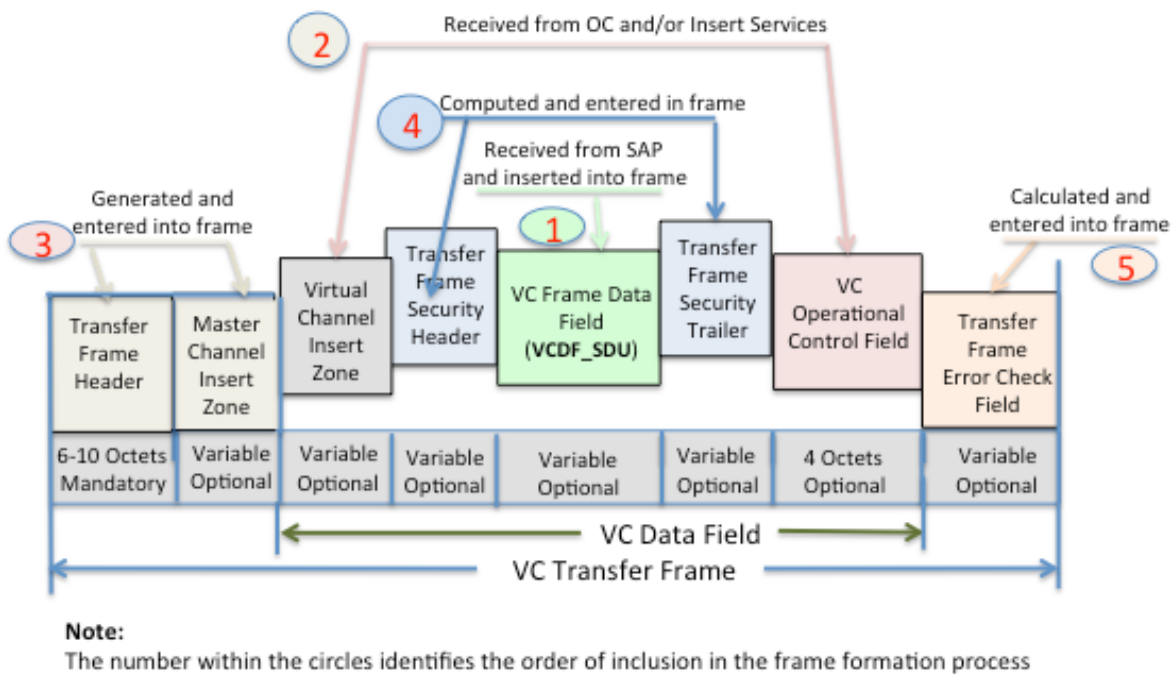 Received from OC and/or Insert Services
2
Computed and entered in frame
4
Received from SAP
and inserted into frame
Generated and
entered into frame
3
1
Calculated and
entered into frame
5
Transfer
Frame
Header
Master
Channel
Insert
Zone
Virtual
Channel
Insert
Zone
Transfer
Frame
Security
Header
VC Frame Data
Field
(VCDF_SDU)
Transfer
Frame
Security
Trailer
VC
Operational
Control Field
Transfer
Frame
Error Check
Field
6-10 Octets
Mandatory
Variable
Optional
Variable
Optional
Variable
Optional
Variable
Optional
Variable
Optional
4 Octets
Optional
Variable
Optional
VC Data Field
VC Transfer Frame
Note:
The number within the circles identifies the order of inclusion in the frame formation process